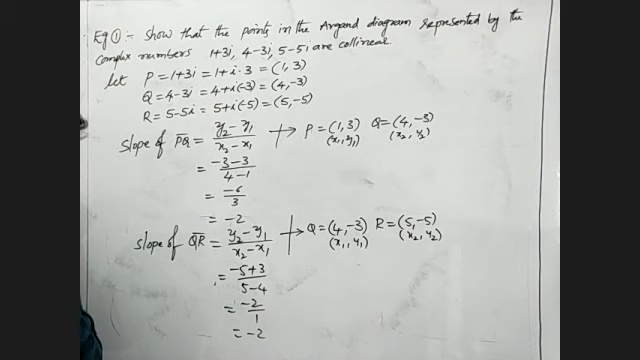 Eg ① :- Show that the points in the Argand diagram represented by the
complex numbers 1+3i, 4-3i, 5-5i are collinear.
let P = 1+3i = 1+i·3 = (1, 3)
Q = 4-3i = 4+i(-3) = (4, -3)
R = 5-5i = 5+i(-5) = (5, -5)
Slope of PQ = y2-y1 / x2-x1 → P = (1, 3) Q = (4, -3)
(x1, y1) (x2, y2)
= -3-3 / 4-1
= -6 / 3
= -2
Slope of QR = y2-y1 / x2-x1 → Q = (4, -3) R = (5, -5)
(x1, y1) (x2, y2)
= -5+3 / 5-4
= -2 / 1
= -2